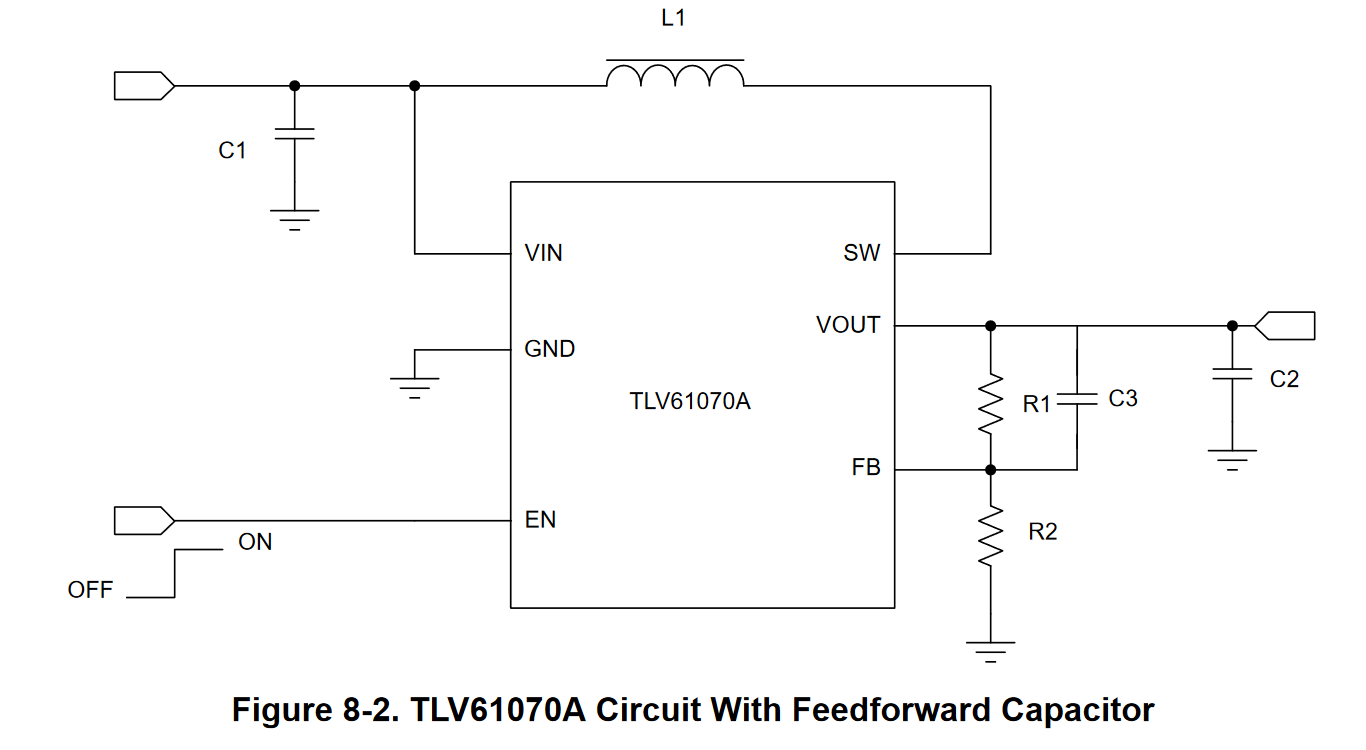 L1
C1
VIN
SW
VOUT
GND
C2
TLV61070A
R1
C3
FB
EN
R2
ON
OFF
Figure 8-2. TLV61070A Circuit With Feedforward Capacitor